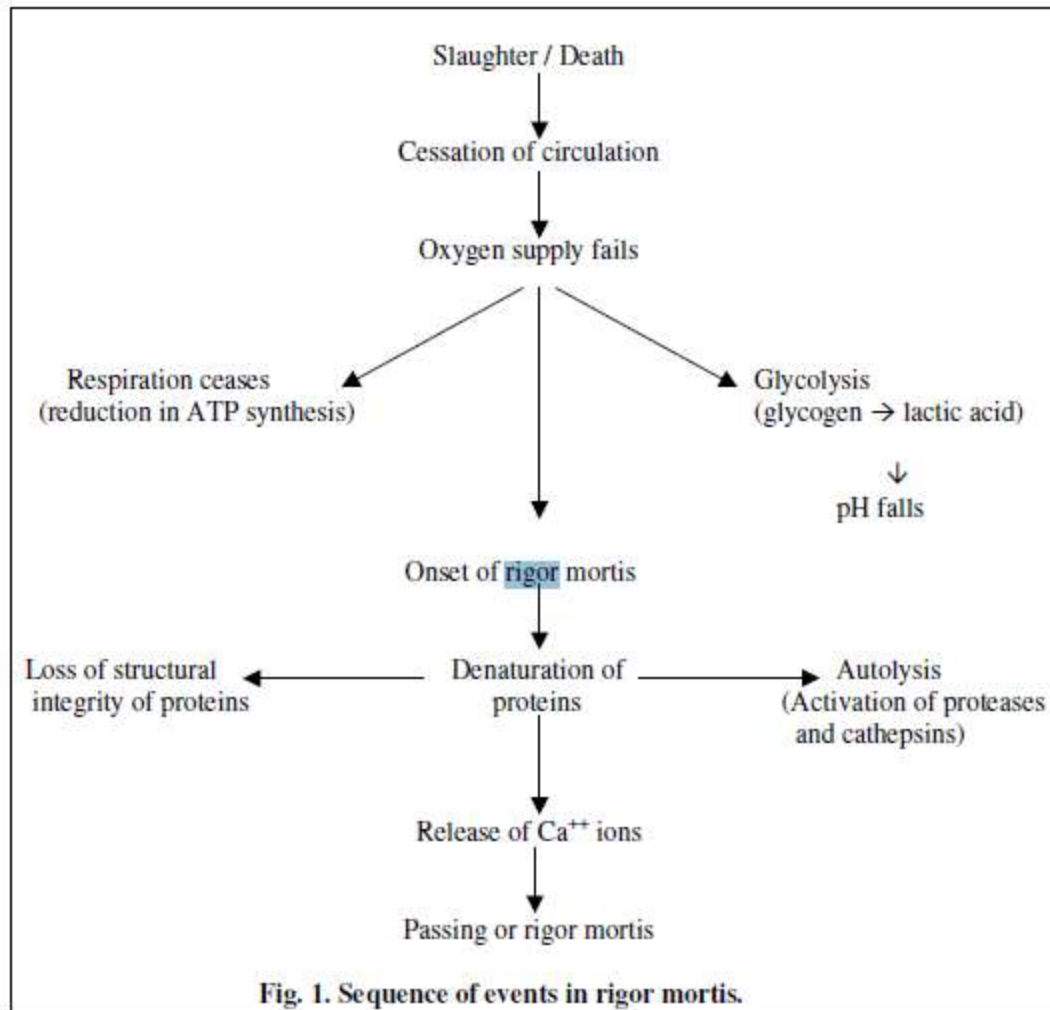 Slaughter / Death
Cessation of circulation
Oxygen supply fails
Respiration ceases
(reduction in ATP synthesis)
Glycolysis
(glycogen → lactic acid)
↓
pH falls
Onset of rigor mortis
Loss of structural
integrity of proteins
Denaturation of
proteins
Autolysis
(Activation of proteases
and cathepsins)
Release of Ca⁺⁺ ions
Passing or rigor mortis
Fig. 1. Sequence of events in rigor mortis.